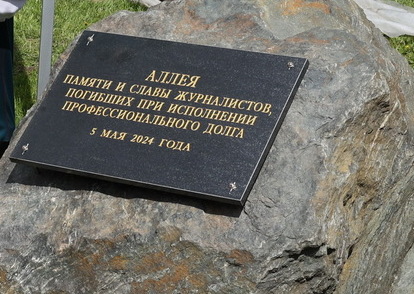 АЛЛЕЯ
ПАМЯТИ И СЛАВЫ ЖУРНАЛИСТОВ,
ПОГИБШИХ ПРИ ИСПОЛНЕНИИ
ПРОФЕССИОНАЛЬНОГО ДОЛГА
5 МАЯ 2024 ГОДА